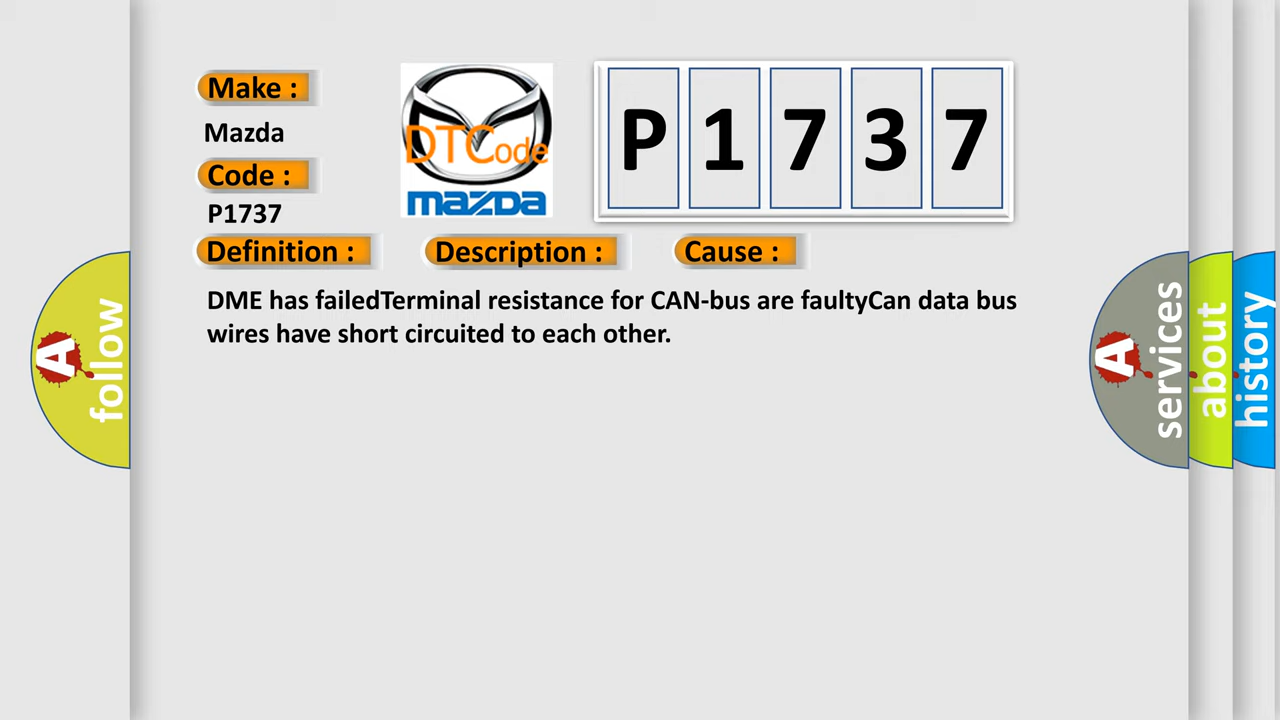 Make :
Mazda
Code :
P1737
DTCode
mazda
P 1 7 3 7
Definition :
Description :
Cause :
DME has failedTerminal resistance for CAN-bus are faultyCan data bus
wires have short circuited to each other.
A follow
A services
about
history